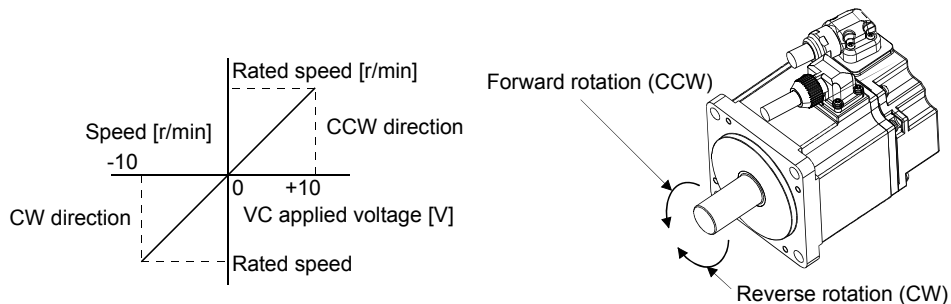 Rated speed [r/min]
Speed [r/min]
CCW direction
-10
0
+10
CW direction
VC applied voltage [V]
Rated speed
Forward rotation (CCW)
Reverse rotation (CW)